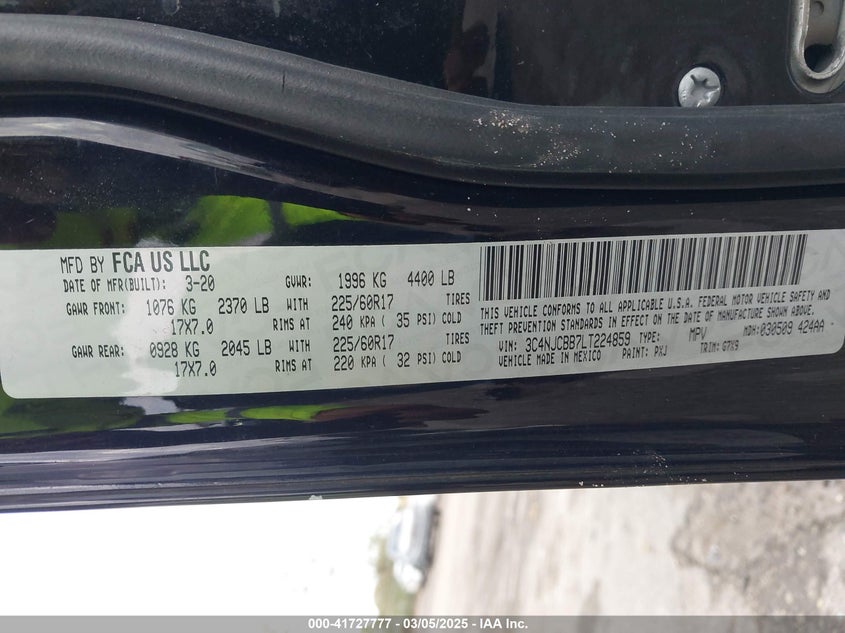 MFD BY FCA US LLC
DATE OF MFR(BUILT): 3-20 GVWR: 1996 KG 4400 LB
GAWR FRONT: 1076 KG 2370 LB WITH 225/60R17 TIRES
17X7.0 RIMS AT 240 KPA ( 35 PSI) COLD
GAWR REAR: 0928 KG 2045 LB WITH 225/60R17 TIRES
17X7.0 RIMS AT 220 KPA ( 32 PSI) COLD
THIS VEHICLE CONFORMS TO ALL APPLICABLE U.S.A. FEDERAL MOTOR VEHICLE SAFETY AND
THEFT PREVENTION STANDARDS IN EFFECT ON THE DATE OF MANUFACTURE SHOWN ABOVE.
VIN: 3C4NJCBB7LT224859 TYPE: MPV MDH: 030509 424AA
VEHICLE MADE IN MEXICO PAINT: PXJ TRIM: G7X9
000-41727777 - 03/05/2025 - IAA Inc.